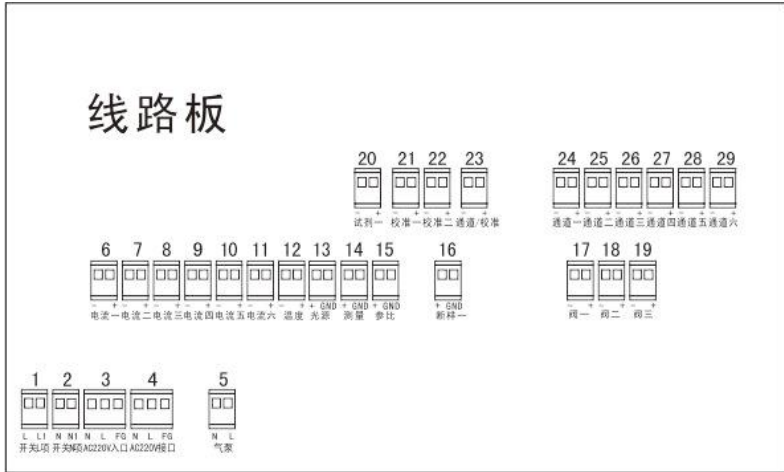 线路板
20 21 22 23 24 25 26 27 28 29
- + - + - + - + - + - + - + - + - + - +
试剂一 校准一 校准二 通道/校准 通道一 通道二 通道三 通道四 通道五 通道六
6 7 8 9 10 11 12 13 14 15 16 17 18 19
- + - + - + - + - + - + - + + GND + GND + GND + GND - + - + - +
电流一 电流二 电流三 电流四 电流五 电流六 温度 光源 测量 参比 断样一 阀一 阀二 阀三
1 2 3 4 5
L L1 N N1 N L FG N L FG N L
开关L项 开关N项 AC220V入口 AC220V接口 气泵